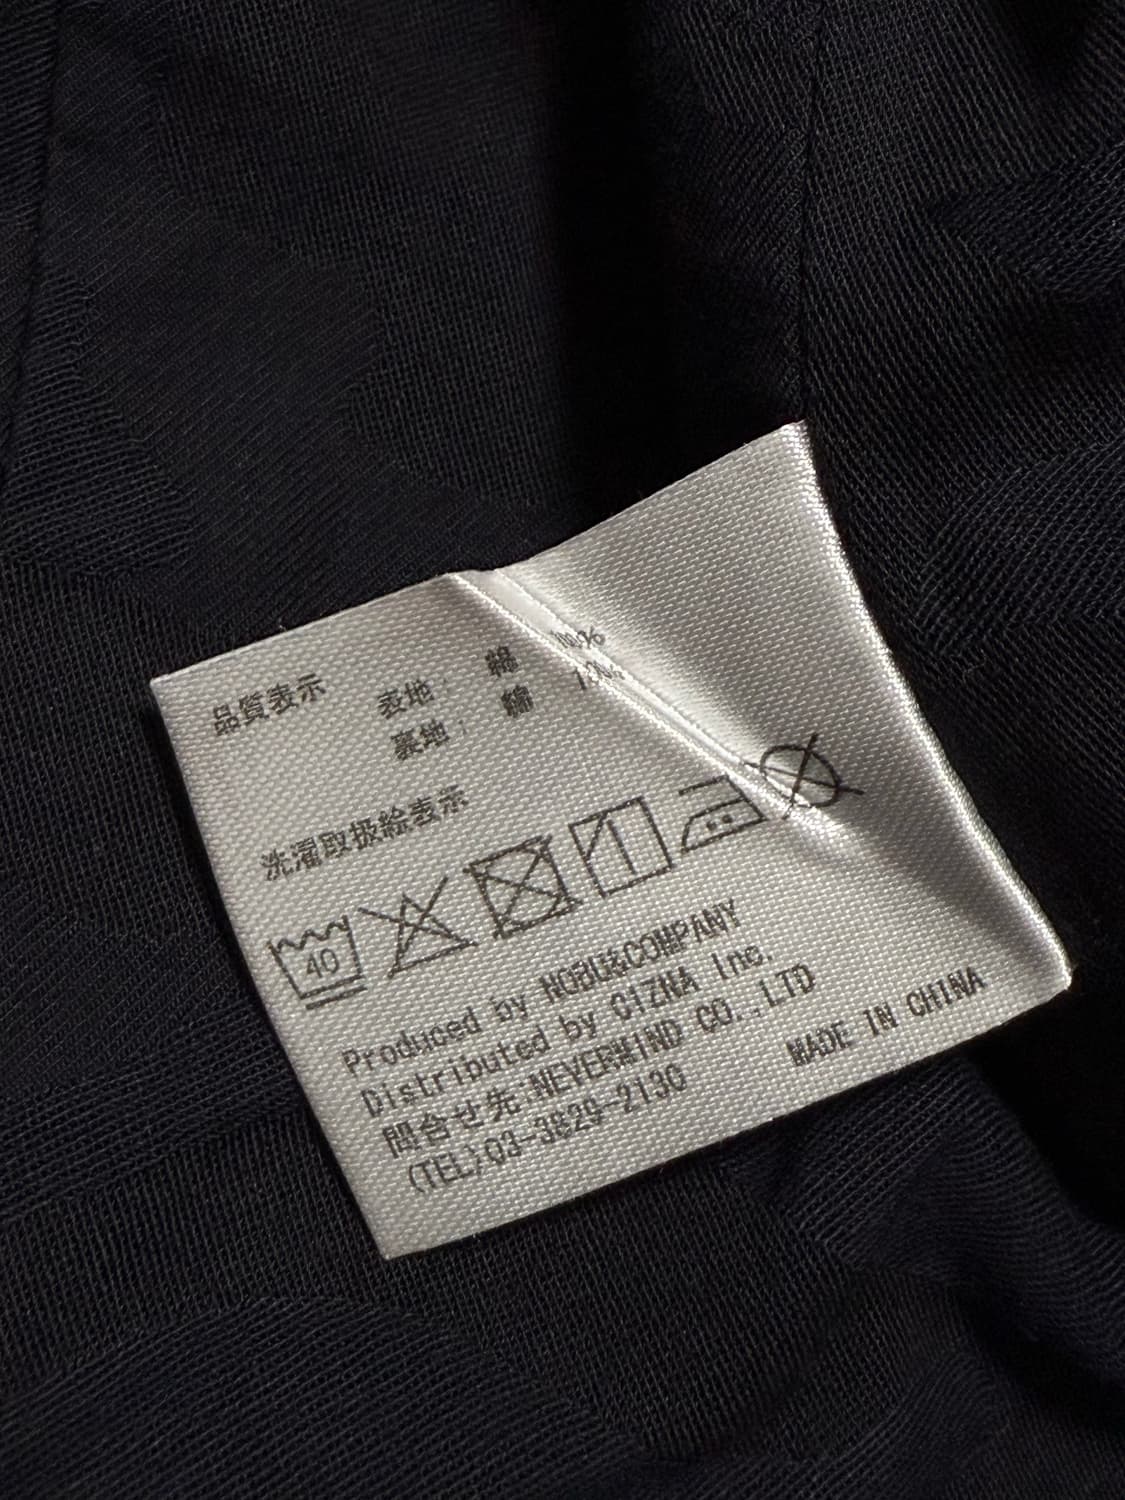 品質表示
表地: 綿 100%
裏地: 綿 100%
洗濯取扱絵表示
40
Produced by NOBU&COMPANY
Distributed by CIZNA Inc.
問合せ先:NEVERMIND CO.,LTD
(TEL)03-3829-2130
MADE IN CHINA